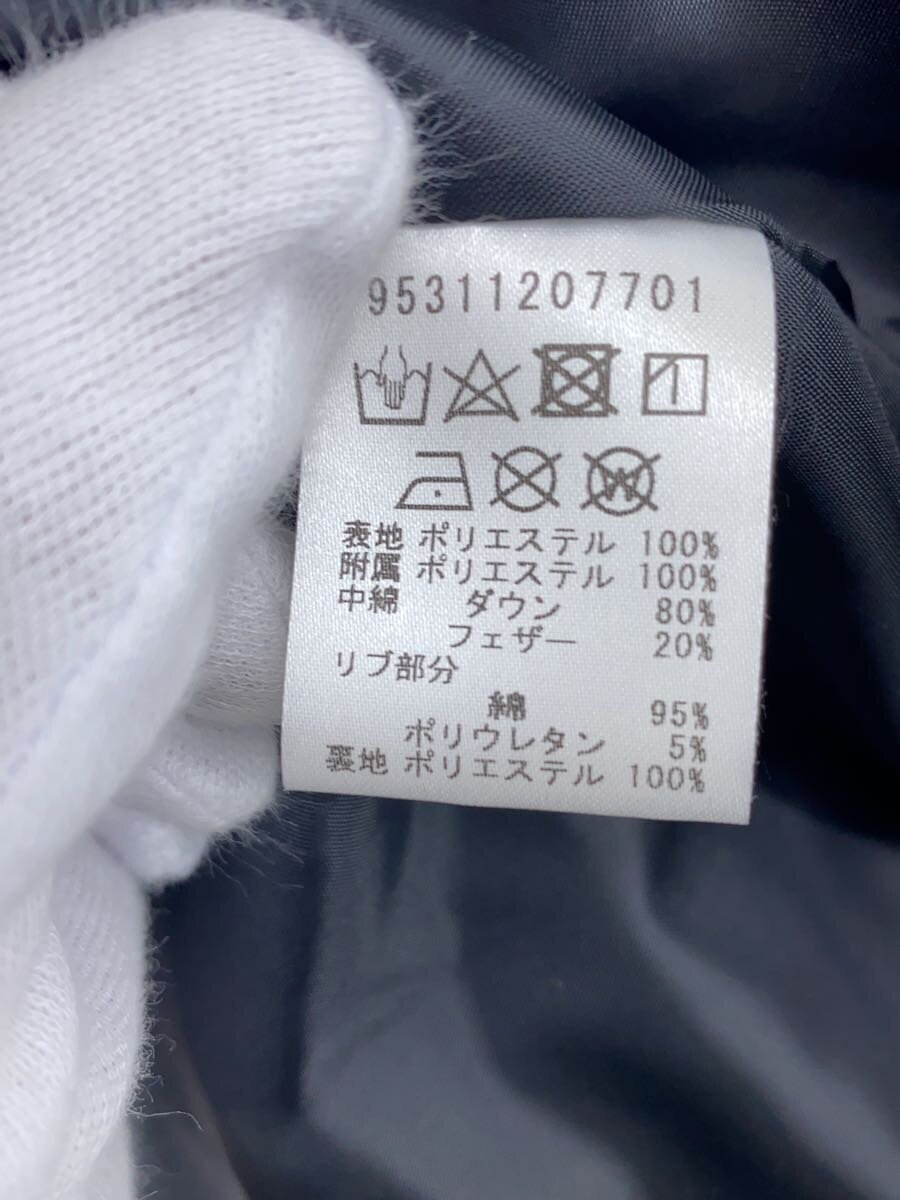 95311207701
表地 ポリエステル 100%
附属 ポリエステル 100%
中綿 ダウン 80%
フェザー 20%
リブ部分
綿 95%
ポリウレタン 5%
裏地 ポリエステル 100%